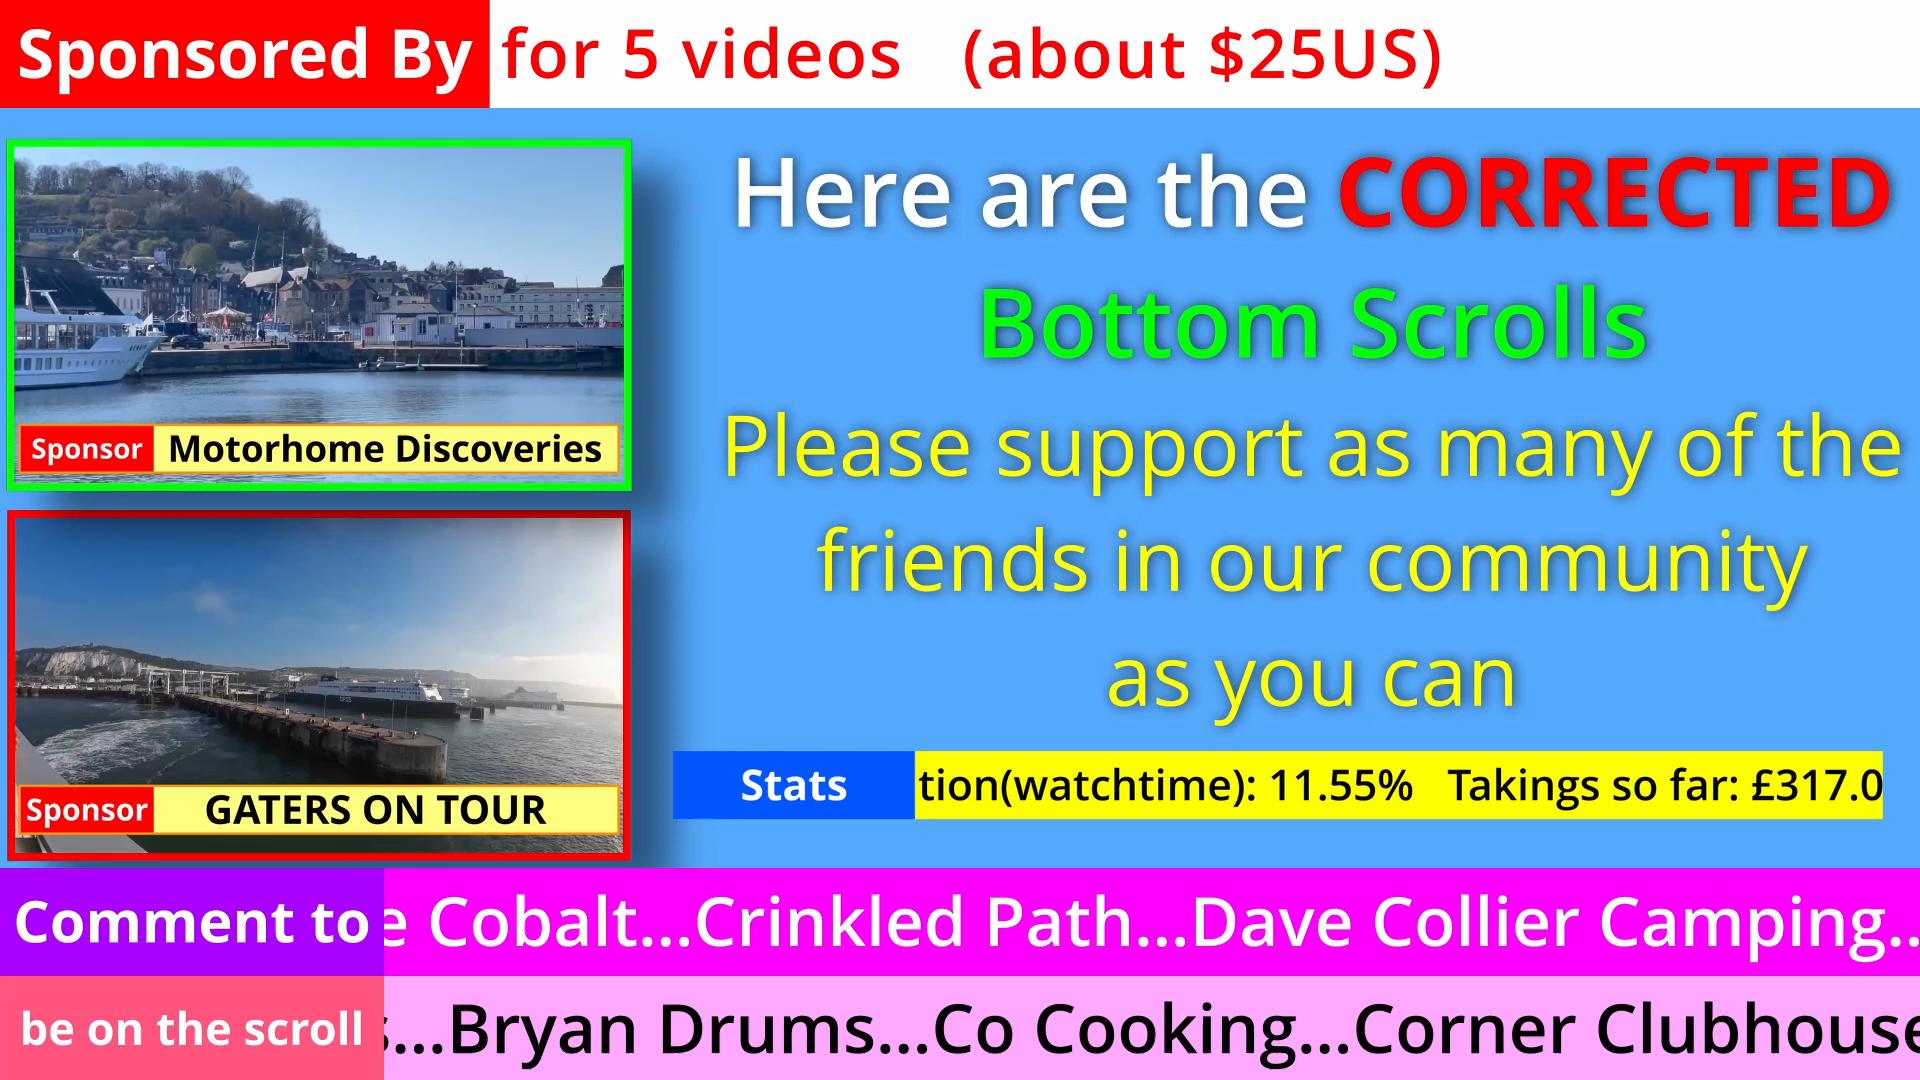 Sponsored By for 5 videos (about $25US)
Here are the CORRECTED
Bottom Scrolls
Please support as many of the
friends in our community
as you can
Sponsor Motorhome Discoveries
Sponsor GATERS ON TOUR
Stats tion(watchtime): 11.55% Takings so far: £317.0
Comment to e Cobalt...Crinkled Path...Dave Collier Camping..
be on the scroll s...Bryan Drums...Co Cooking...Corner Clubhouse